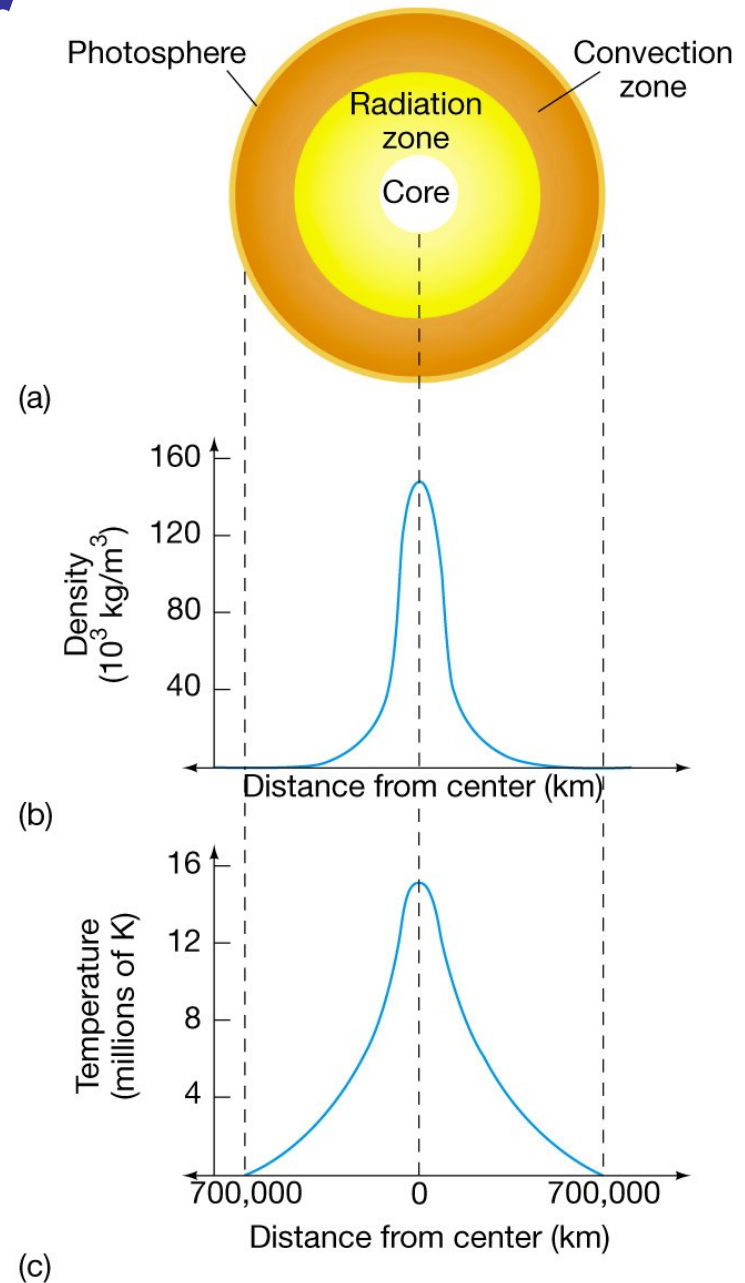 Photosphere
Convection
zone
Radiation
zone
Core
(a)
160
120
80
40
Density
(10³ kg/m³)
Distance from center (km)
(b)
16
12
8
4
Temperature
(millions of K)
700,000 0 700,000
Distance from center (km)
(c)